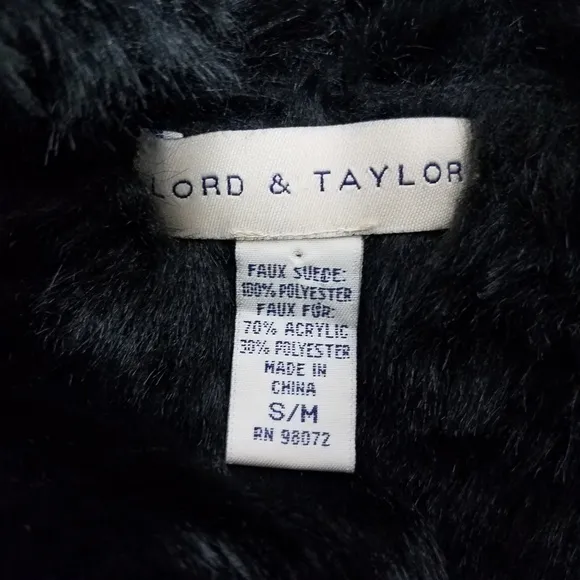 LORD & TAYLOR
FAUX SUEDE:
100% POLYESTER
FAUX FUR:
70% ACRYLIC
30% POLYESTER
MADE IN
CHINA
S/M
RN 98072